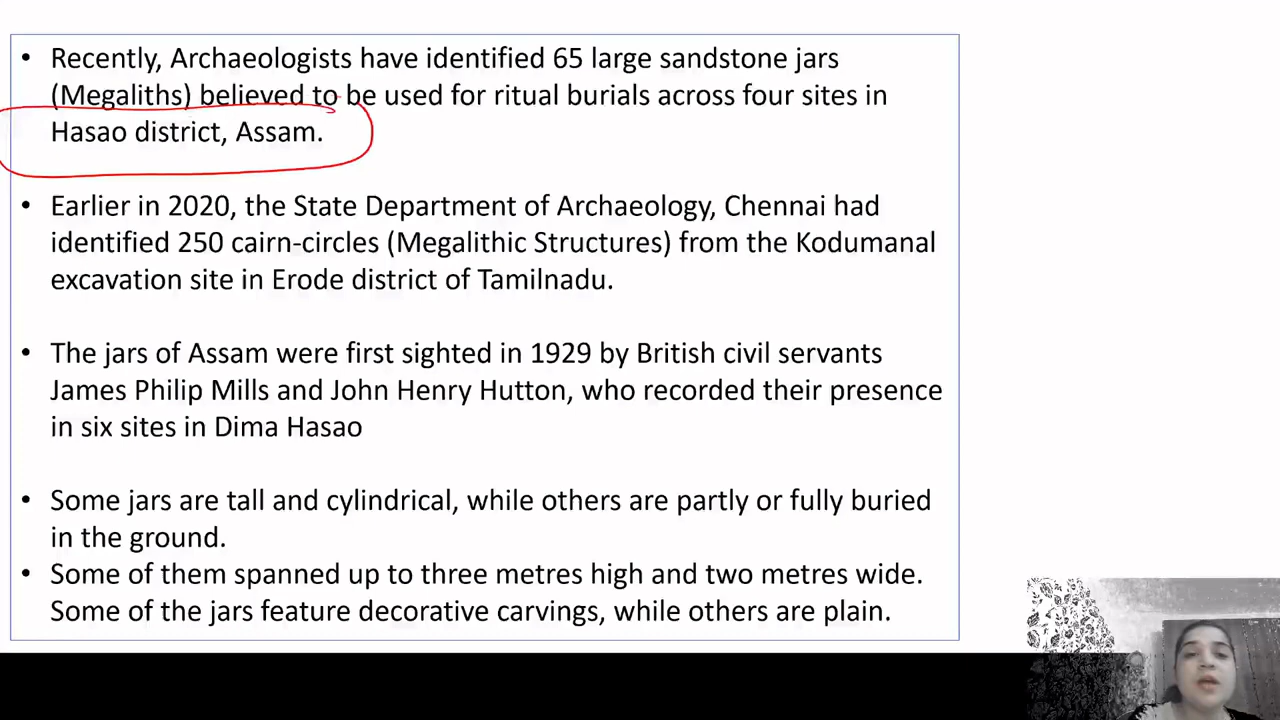 • Recently, Archaeologists have identified 65 large sandstone jars
(Megaliths) believed to be used for ritual burials across four sites in
Hasao district, Assam.
• Earlier in 2020, the State Department of Archaeology, Chennai had
identified 250 cairn-circles (Megalithic Structures) from the Kodumanal
excavation site in Erode district of Tamilnadu.
• The jars of Assam were first sighted in 1929 by British civil servants
James Philip Mills and John Henry Hutton, who recorded their presence
in six sites in Dima Hasao
• Some jars are tall and cylindrical, while others are partly or fully buried
in the ground.
• Some of them spanned up to three metres high and two metres wide.
Some of the jars feature decorative carvings, while others are plain.